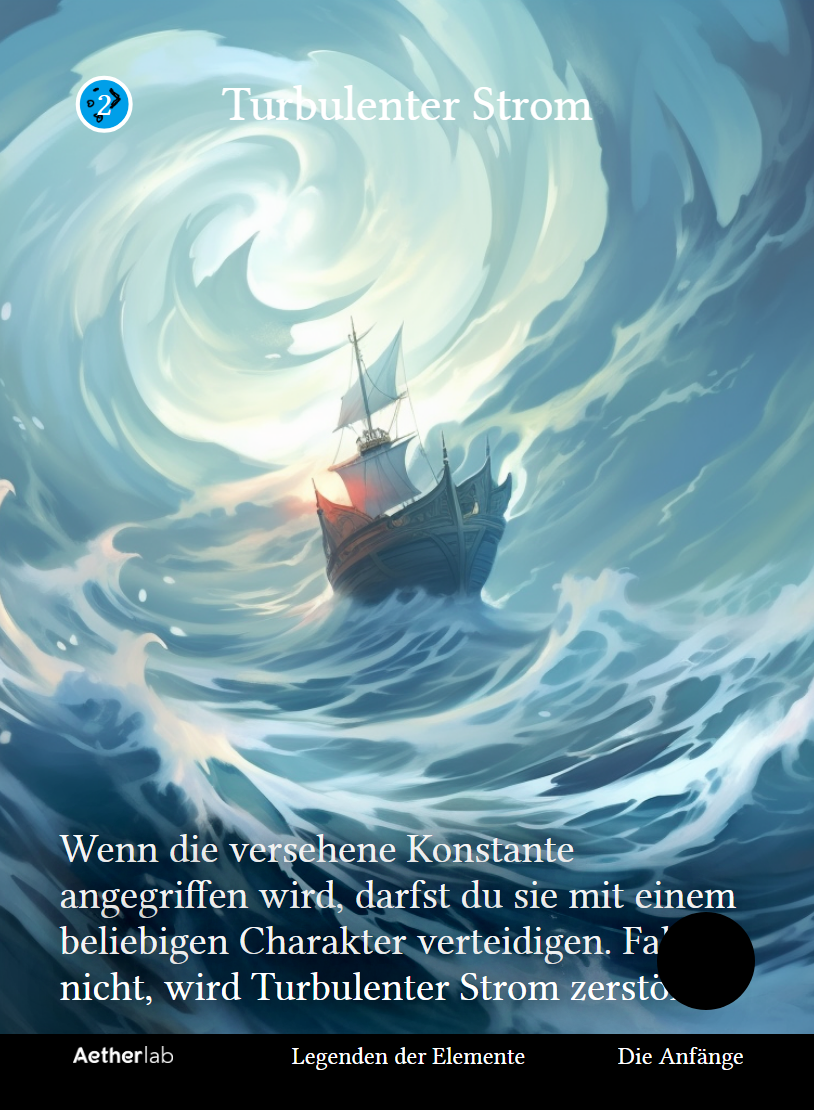 2
Turbulenter Strom
Wenn die versehene Konstante
angegriffen wird, darfst du sie mit einem
beliebigen Charakter verteidigen.
nicht, wird Turbulenter Strom
Aetherlab
Legenden der Elemente
Die Anfänge